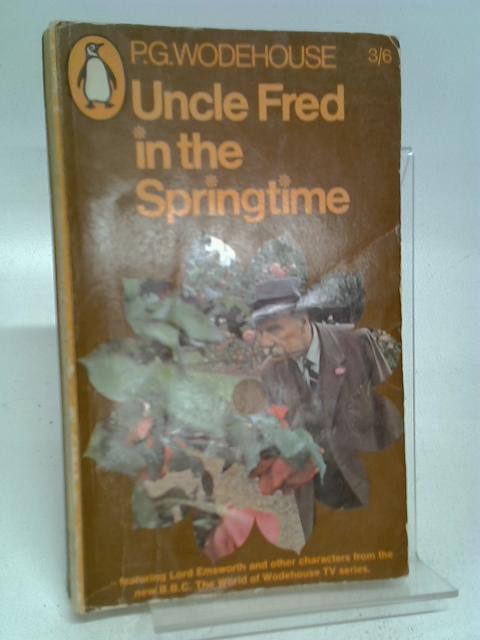 P.G.WODEHOUSE 3/6
Uncle Fred
in the
Springtime
– featuring Lord Emsworth and other characters from the
new B.B.C. The World of Wodehouse TV series.